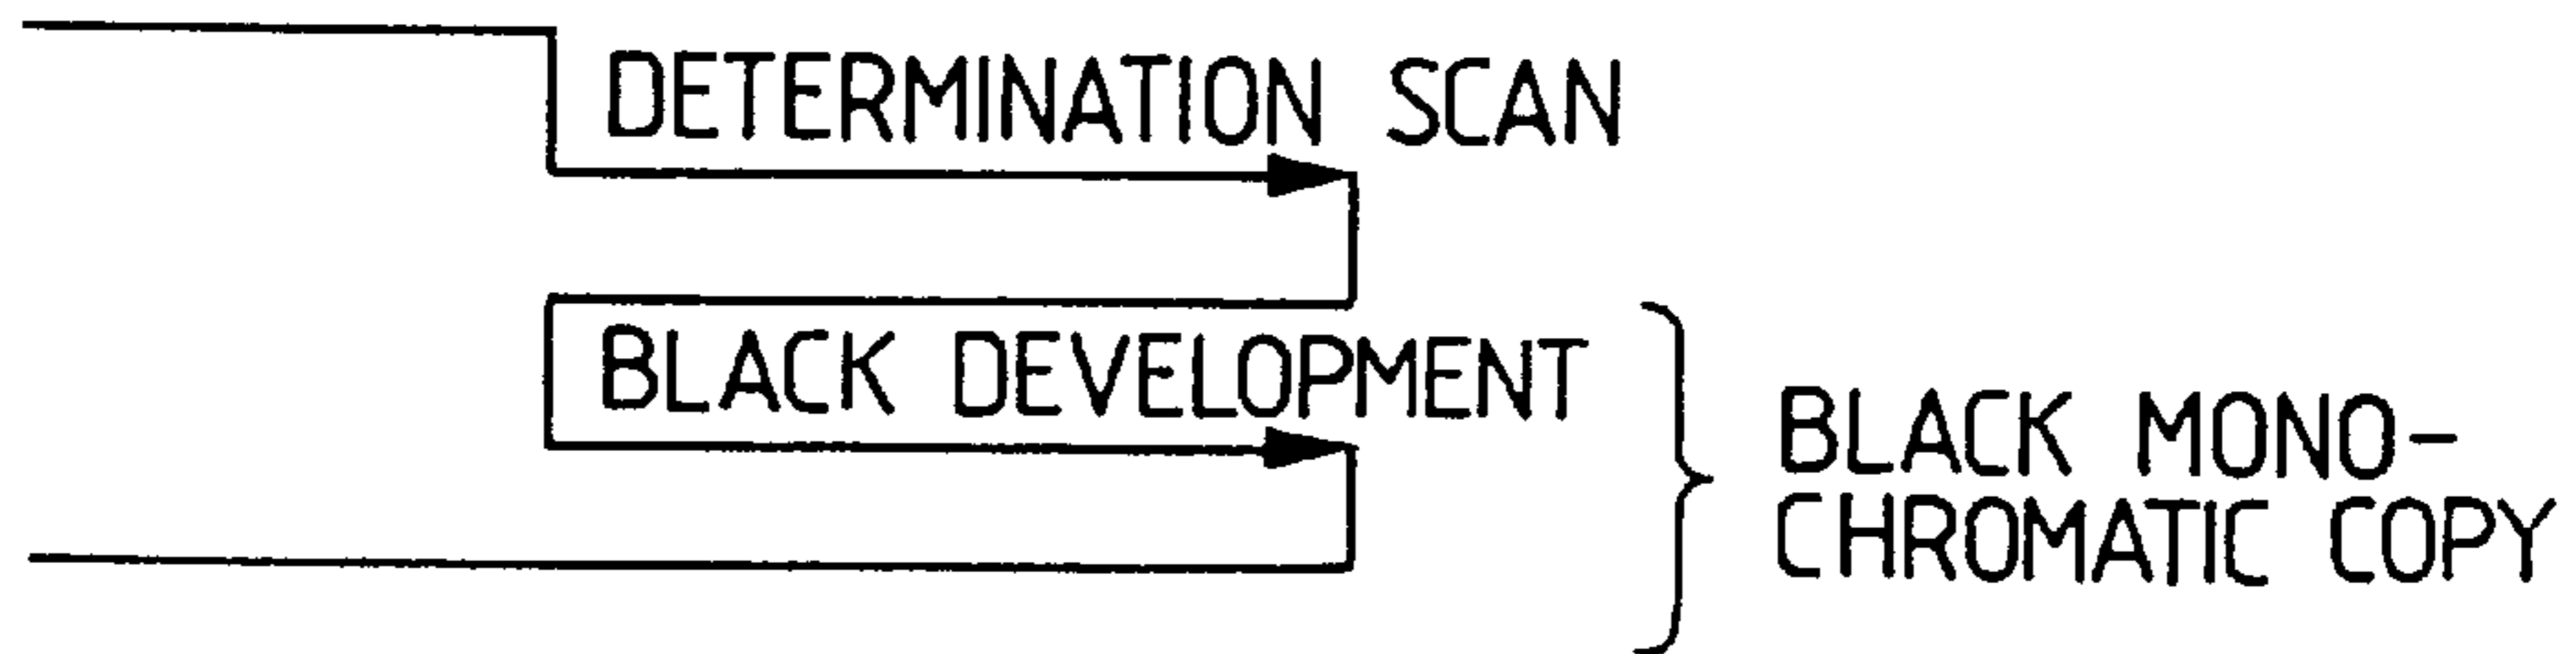 DETERMINATION SCAN
BLACK DEVELOPMENT
BLACK MONO-
CHROMATIC COPY